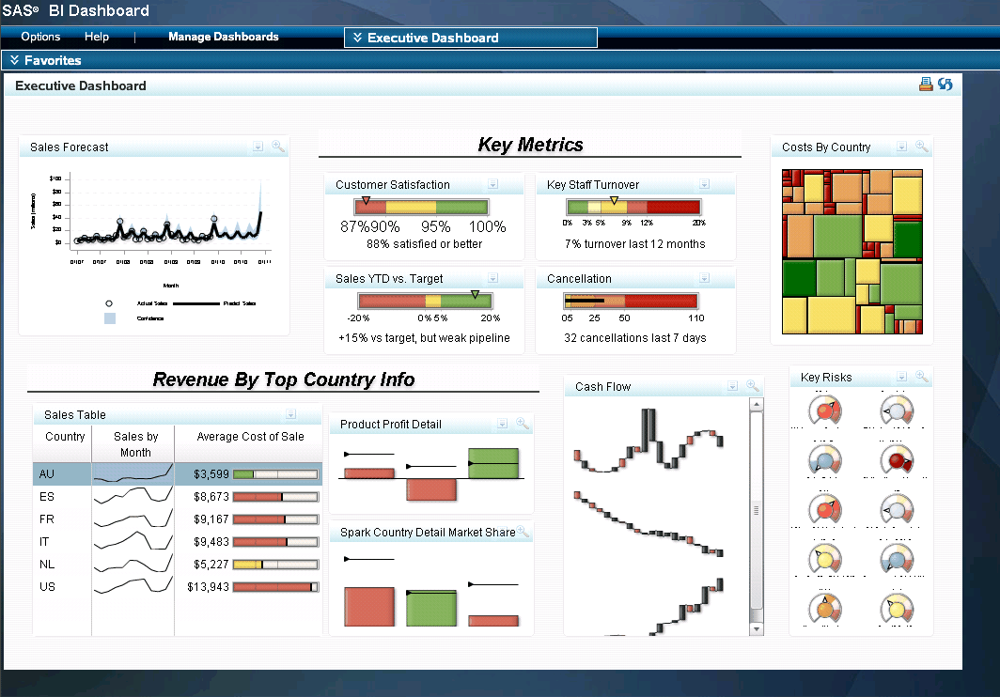 SAS® BI Dashboard
Options Help | Manage Dashboards Executive Dashboard
Favorites
Executive Dashboard
Sales Forecast
$100
$80
$60
$40
$20
$0
Sales (millions)
Month
Actual Sales Predict Sales
Confidence
Key Metrics
Customer Satisfaction
87% 90% 95% 100%
88% satisfied or better
Key Staff Turnover
0% 3% 5% 9% 12% 20%
7% turnover last 12 months
Sales YTD vs. Target
-20% 0% 5% 20%
+15% vs target, but weak pipeline
Cancellation
05 25 50 110
32 cancellations last 7 days
Costs By Country
Revenue By Top Country Info
Sales Table
Country Sales by Month Average Cost of Sale
AU $3,599
ES $8,673
FR $9,167
IT $9,483
NL $5,227
US $13,943
Product Profit Detail
Spark Country Detail Market Share
Cash Flow
Key Risks